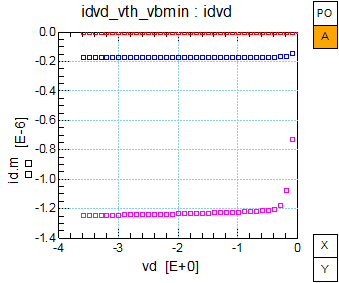 idvd_vth_vbmin : idvd
PO
A
0.0
-0.2
-0.4
-0.6
-0.8
-1.0
-1.2
-1.4
id.m [E-6]
-4
-3
-2
-1
0
vd [E+0]
X
Y